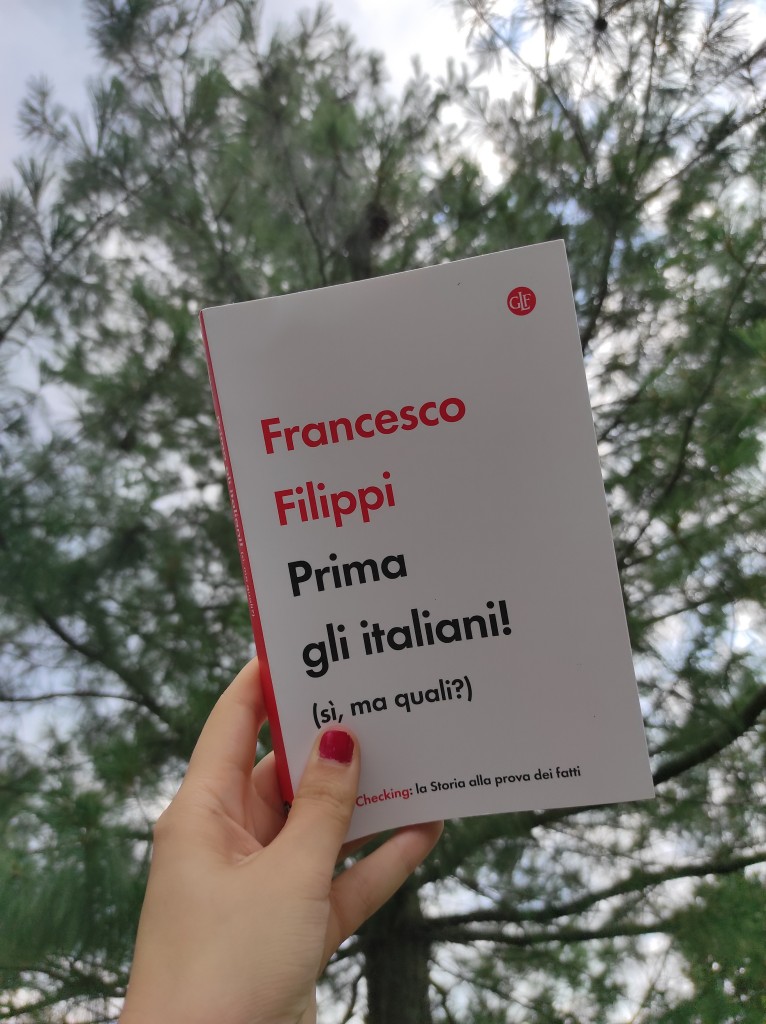 GLF
Francesco
Filippi
Prima
gli italiani!
(sì, ma quali?)
Checking: la Storia alla prova dei fatti